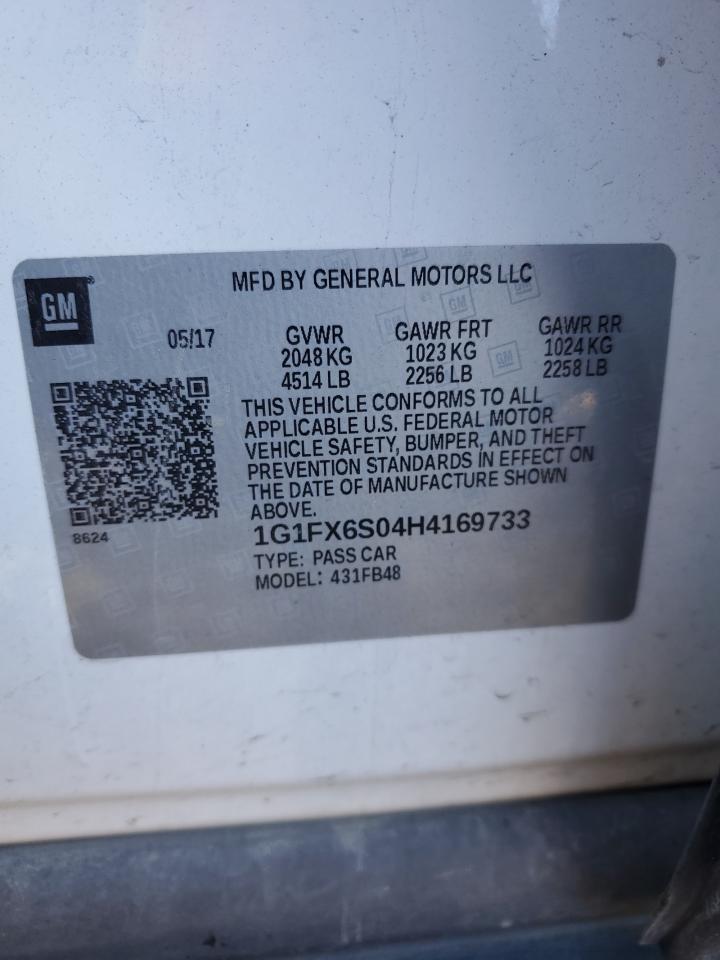 GM
MFD BY GENERAL MOTORS LLC
05/17
GVWR
2048 KG
4514 LB
GAWR FRT
1023 KG
2256 LB
GAWR RR
1024 KG
2258 LB
THIS VEHICLE CONFORMS TO ALL
APPLICABLE U.S. FEDERAL MOTOR
VEHICLE SAFETY, BUMPER, AND THEFT
PREVENTION STANDARDS IN EFFECT ON
THE DATE OF MANUFACTURE SHOWN
ABOVE.
8624
1G1FX6S04H4169733
TYPE: PASS CAR
MODEL: 431FB48